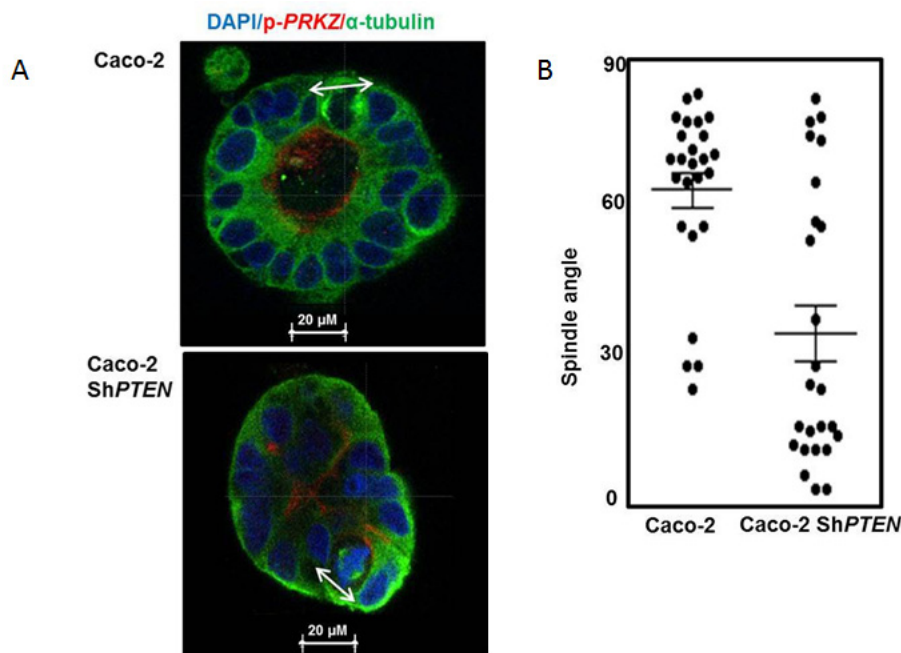 DAPI/p-PRKZ/α-tubulin
A
Caco-2
20 µM
Caco-2
ShPTEN
20 µM
B
90
60
30
0
Spindle angle
Caco-2
Caco-2 ShPTEN